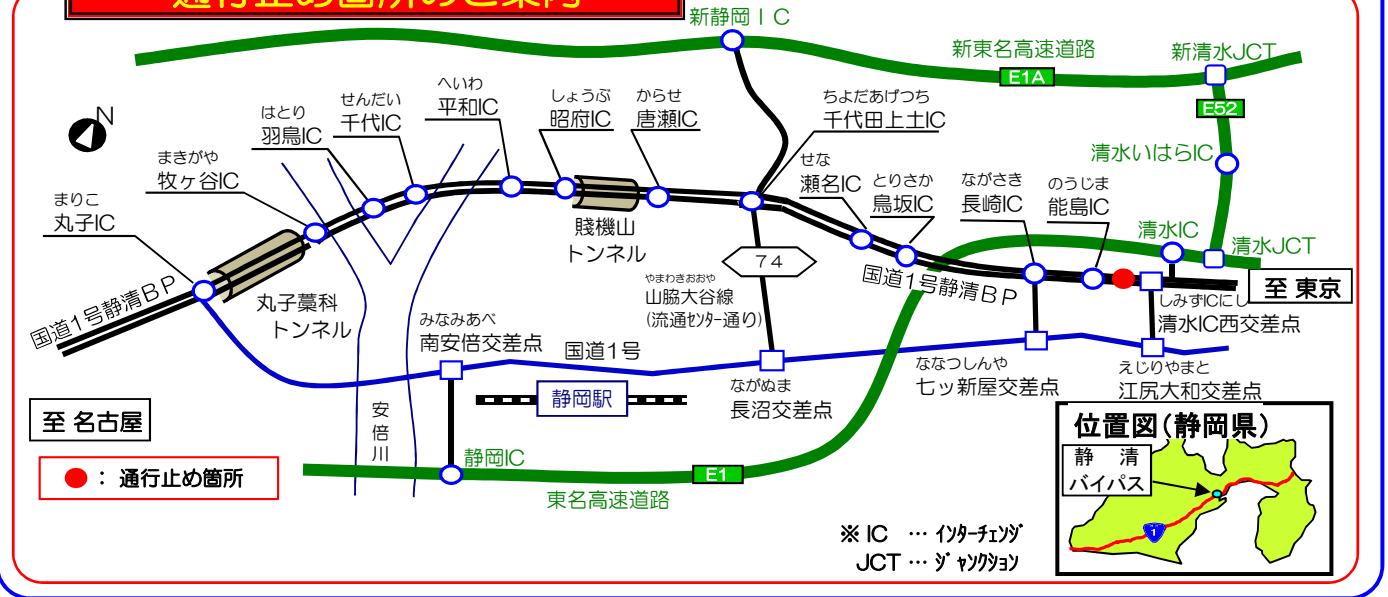 通行止め箇所のご案内
新静岡IC
新東名高速道路
E1A
新清水JCT
E52
清水いはらIC
清水IC
清水JCT
至 東京
N
まりこ
丸子IC
まきがや
牧ヶ谷IC
はとり
羽鳥IC
せんだい
千代IC
へいわ
平和IC
しょうぶ
昭府IC
からせ
唐瀬IC
ちよだあげつち
千代田上土IC
せな
瀬名IC
とりさか
鳥坂IC
ながさき
長崎IC
のうじま
能島IC
国道1号静清BP
丸子藁科
トンネル
賤機山
トンネル
74
やまわきおおや
山脇大谷線
(流通センター通り)
国道1号静清BP
しみずICにし
清水IC西交差点
みなみあべ
南安倍交差点
国道1号
静岡駅
ながぬま
長沼交差点
ななつしんや
七ッ新屋交差点
えじりやまと
江尻大和交差点
至 名古屋
安倍川
静岡IC
E1
東名高速道路
●：通行止め箇所
位置図(静岡県)
静 清
バイパス
1
※ IC … インターチェンジ
JCT … ジャンクション